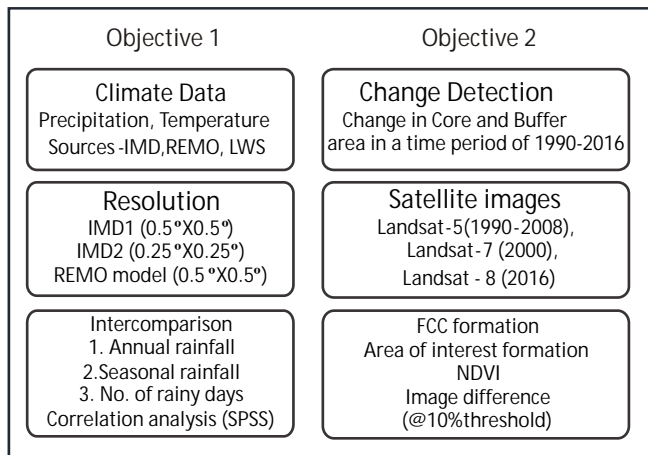 Objective 1
Climate Data
Precipitation, Temperature
Sources -IMD,REMO, LWS
Resolution
IMD1 (0.5°X0.5°)
IMD2 (0.25°X0.25°)
REMO model (0.5°X0.5°)
Intercomparison
1. Annual rainfall
2.Seasonal rainfall
3. No. of rainy days
Correlation analysis (SPSS)
Objective 2
Change Detection
Change in Core and Buffer
area in a time period of 1990-2016
Satellite images
Landsat-5(1990-2008),
Landsat-7 (2000),
Landsat - 8 (2016)
FCC formation
Area of interest formation
NDVI
Image difference
(@10%threshold)